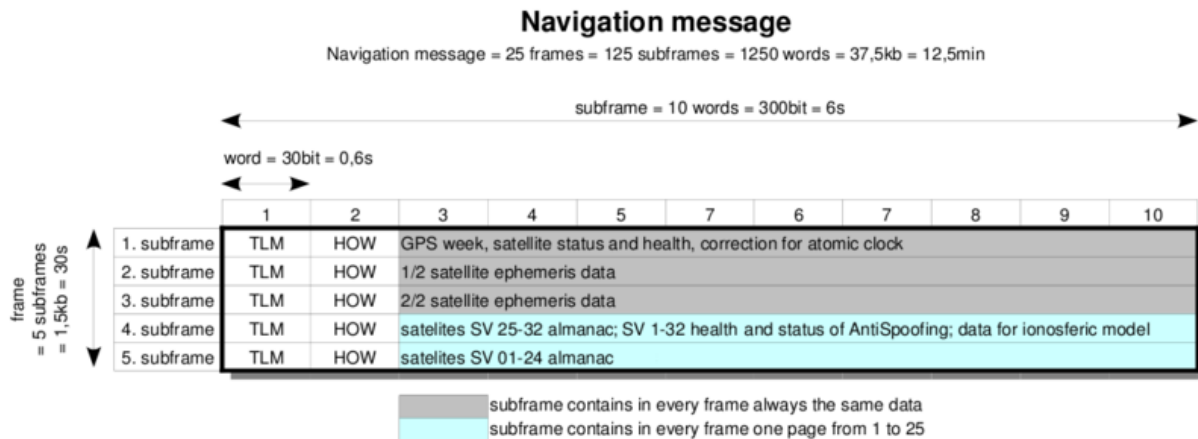 Navigation message
Navigation message = 25 frames = 125 subframes = 1250 words = 37,5kb = 12,5min
subframe = 10 words = 300bit = 6s
word = 30bit = 0,6s
1 2 3 4 5 7 6 7 8 9 10
frame
= 5 subframes
= 1,5kb = 30s
1. subframe TLM HOW GPS week, satellite status and health, correction for atomic clock
2. subframe TLM HOW 1/2 satellite ephemeris data
3. subframe TLM HOW 2/2 satellite ephemeris data
4. subframe TLM HOW satelites SV 25-32 almanac; SV 1-32 health and status of AntiSpoofing; data for ionosferic model
5. subframe TLM HOW satelites SV 01-24 almanac
subframe contains in every frame always the same data
subframe contains in every frame one page from 1 to 25